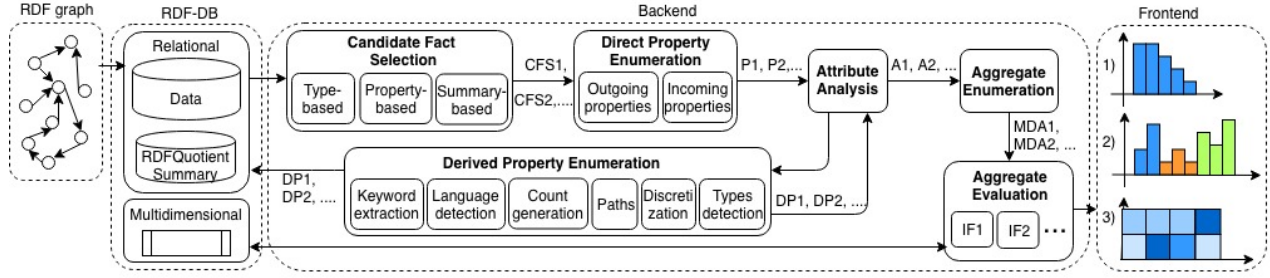 RDF graph
RDF-DB
Relational
Data
RDFQuotient
Summary
Multidimensional
Backend
Candidate Fact
Selection
Type-
based
Property-
based
Summary-
based
CFS1,
CFS2,....
Direct Property
Enumeration
Outgoing
properties
Incoming
properties
P1, P2,...
Attribute
Analysis
A1, A2, ...,
Aggregate
Enumeration
MDA1,
MDA2, ...
Derived Property Enumeration
Keyword
extraction
Language
detection
Count
generation
Paths
Discreti
zation
Types
detection
DP1,
DP2, ....
DP1, DP2, ....
Aggregate
Evaluation
IF1
IF2
...
Frontend
1)
2)
3)